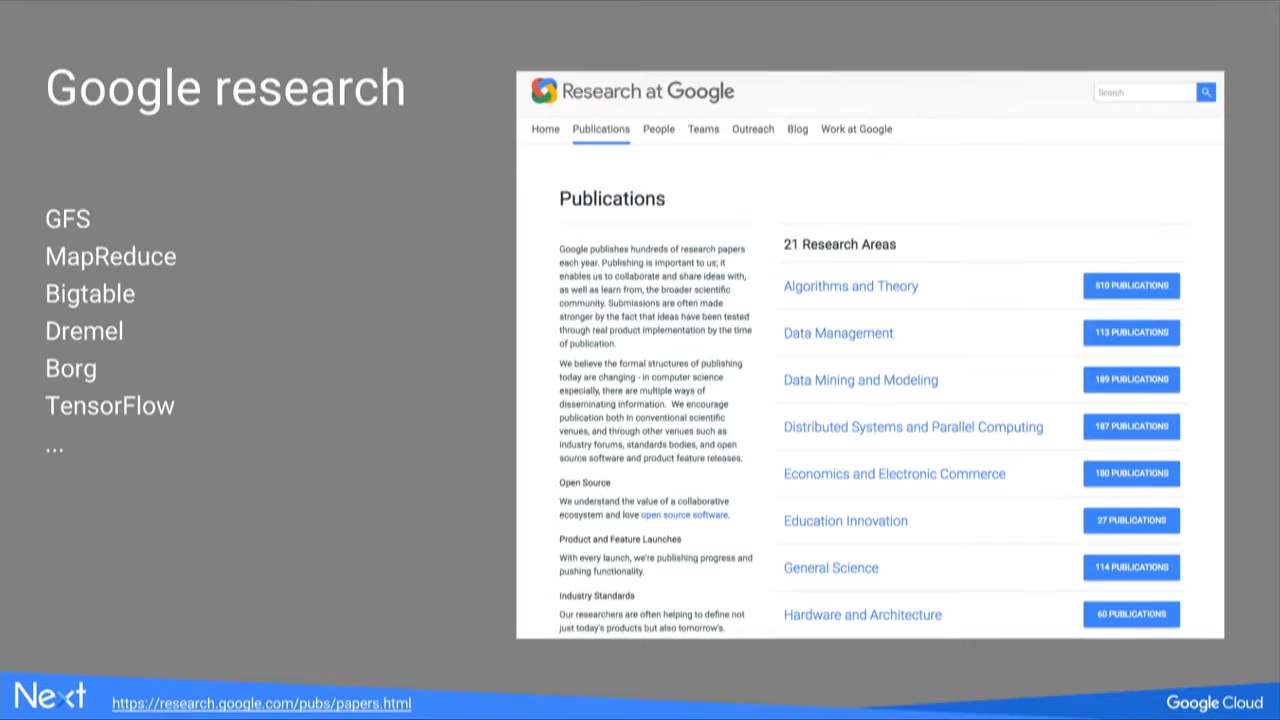 Google research
GFS
MapReduce
Bigtable
Dremel
Borg
TensorFlow
...
Research at Google
Search
Home Publications People Teams Outreach Blog Work at Google
Publications
Google publishes hundreds of research papers
each year. Publishing is important to us; it
enables us to collaborate and share ideas with,
as well as learn from, the broader scientific
community. Submissions are often made
stronger by the fact that ideas have been tested
through real product implementation by the time
of publication.
We believe the formal structures of publishing
today are changing - in computer science
especially, there are multiple ways of
disseminating information. We encourage
publication both in conventional scientific
venues, and through other venues such as
industry forums, standards bodies, and open
source software and product feature releases.
Open Source
We understand the value of a collaborative
ecosystem and love open source software.
Product and Feature Launches
With every launch, we're publishing progress and
pushing functionality.
Industry Standards
Our researchers are often helping to define not
just today's products but also tomorrow's.
21 Research Areas
Algorithms and Theory 510 PUBLICATIONS
Data Management 113 PUBLICATIONS
Data Mining and Modeling 189 PUBLICATIONS
Distributed Systems and Parallel Computing 187 PUBLICATIONS
Economics and Electronic Commerce 180 PUBLICATIONS
Education Innovation 27 PUBLICATIONS
General Science 114 PUBLICATIONS
Hardware and Architecture 60 PUBLICATIONS
Next
https://research.google.com/pubs/papers.html
Google Cloud